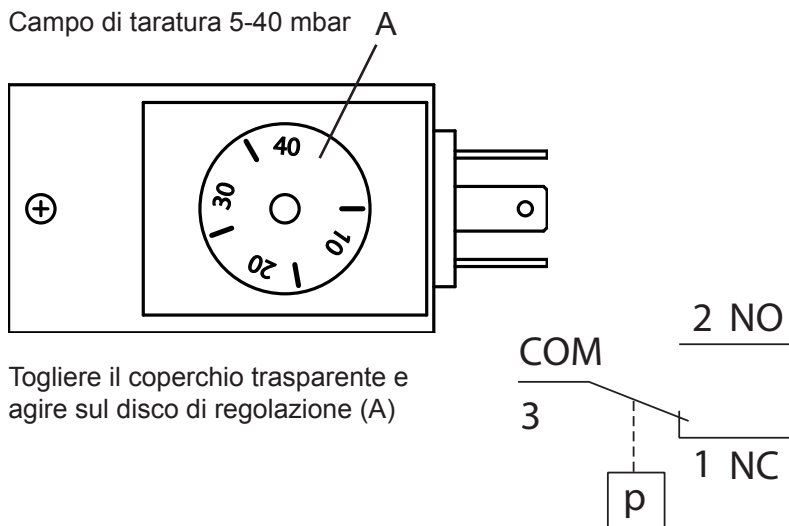 Campo di taratura 5-40 mbar
A
40
30
20
10
Togliere il coperchio trasparente e
agire sul disco di regolazione (A)
2 NO
COM
3
1 NC
p